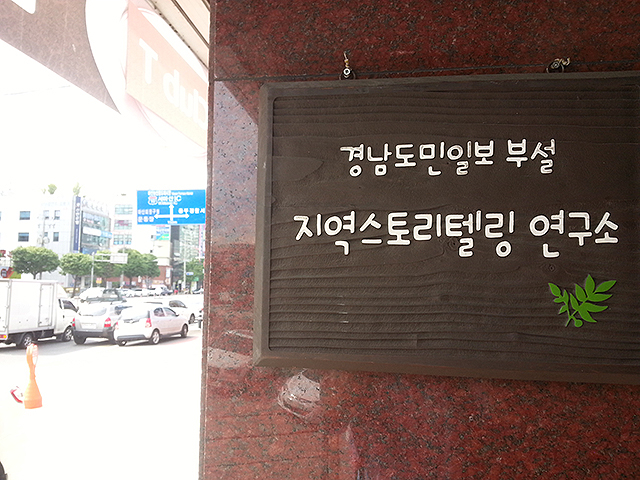 경남도민일보 부설
지역스토리텔링 연구소